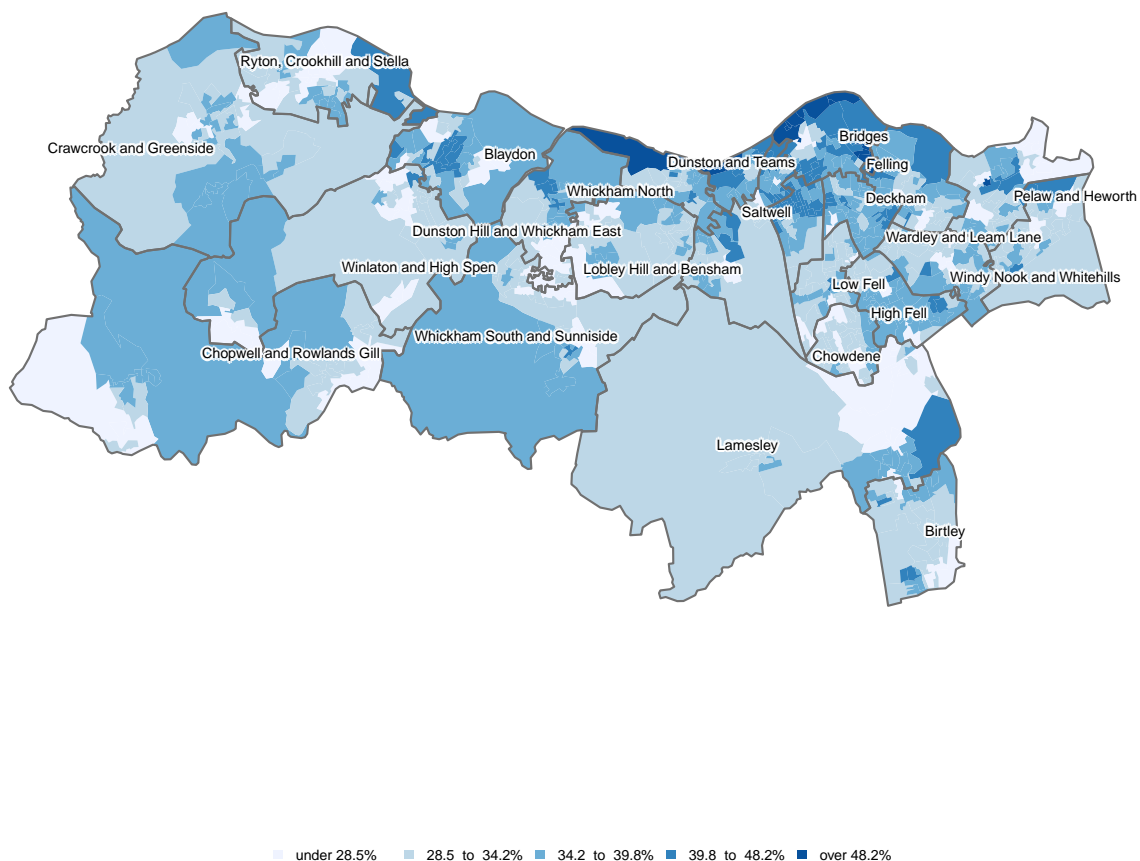 Ryton, Crookhill and Stella
Crawcrook and Greenside
Bridges
Blaydon
Dunston and Teams
Felling
Whickham North
Deckham
Pelaw and Heworth
Saltwell
Dunston Hill and Whickham East
Wardley and Leam Lane
Winlaton and High Spen
Lobley Hill and Bensham
Windy Nook and Whitehills
Low Fell
High Fell
Whickham South and Sunniside
Chopwell and Rowlands Gill
Chowdene
Lamesley
Birtley
under 28.5% 28.5 to 34.2% 34.2 to 39.8% 39.8 to 48.2% over 48.2%